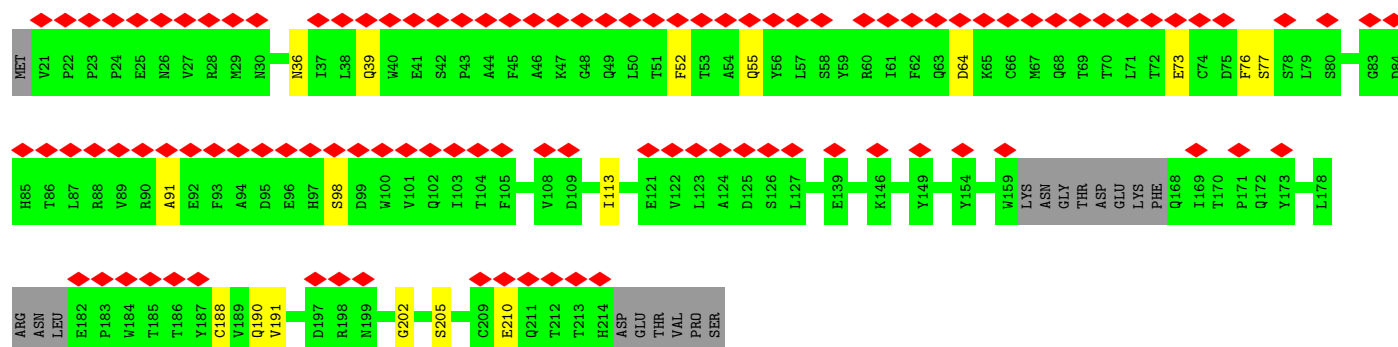 MET V21 P22 P23 P24 E25 N26 V27 R28 M29 N30 N36 I37 L38 Q39 W40 E41 S42 P43 A44 F45 A46 K47 G48 Q49 L50 T51 F52 T53 A54 Q55 Y56 L57 S58 Y59 R60 I61 F62 Q63 D64 K65 C66 M67 Q68 T69 T70 L71 T72 E73 C74 D75 F76 S77 S78 L79 S80 G83 D84
H85 T86 L87 R88 V89 R90 A91 E92 F93 A94 D95 E96 H97 S98 D99 W100 V101 Q102 I103 T104 F105 V108 D109 I113 E121 V122 L123 A124 D125 S126 L127 E139 K146 Y149 Y154 W159 LYS ASN GLY THR ASP GLU LYS PHE Q168 I169 T170 P171 Q172 Y173 L178
ARG ASN LEU E182 P183 W184 T185 T186 Y187 C188 V189 Q190 V191 D197 R198 N199 G202 S205 C209 E210 Q211 T212 T213 H214 ASP GLU THR VAL PRO SER